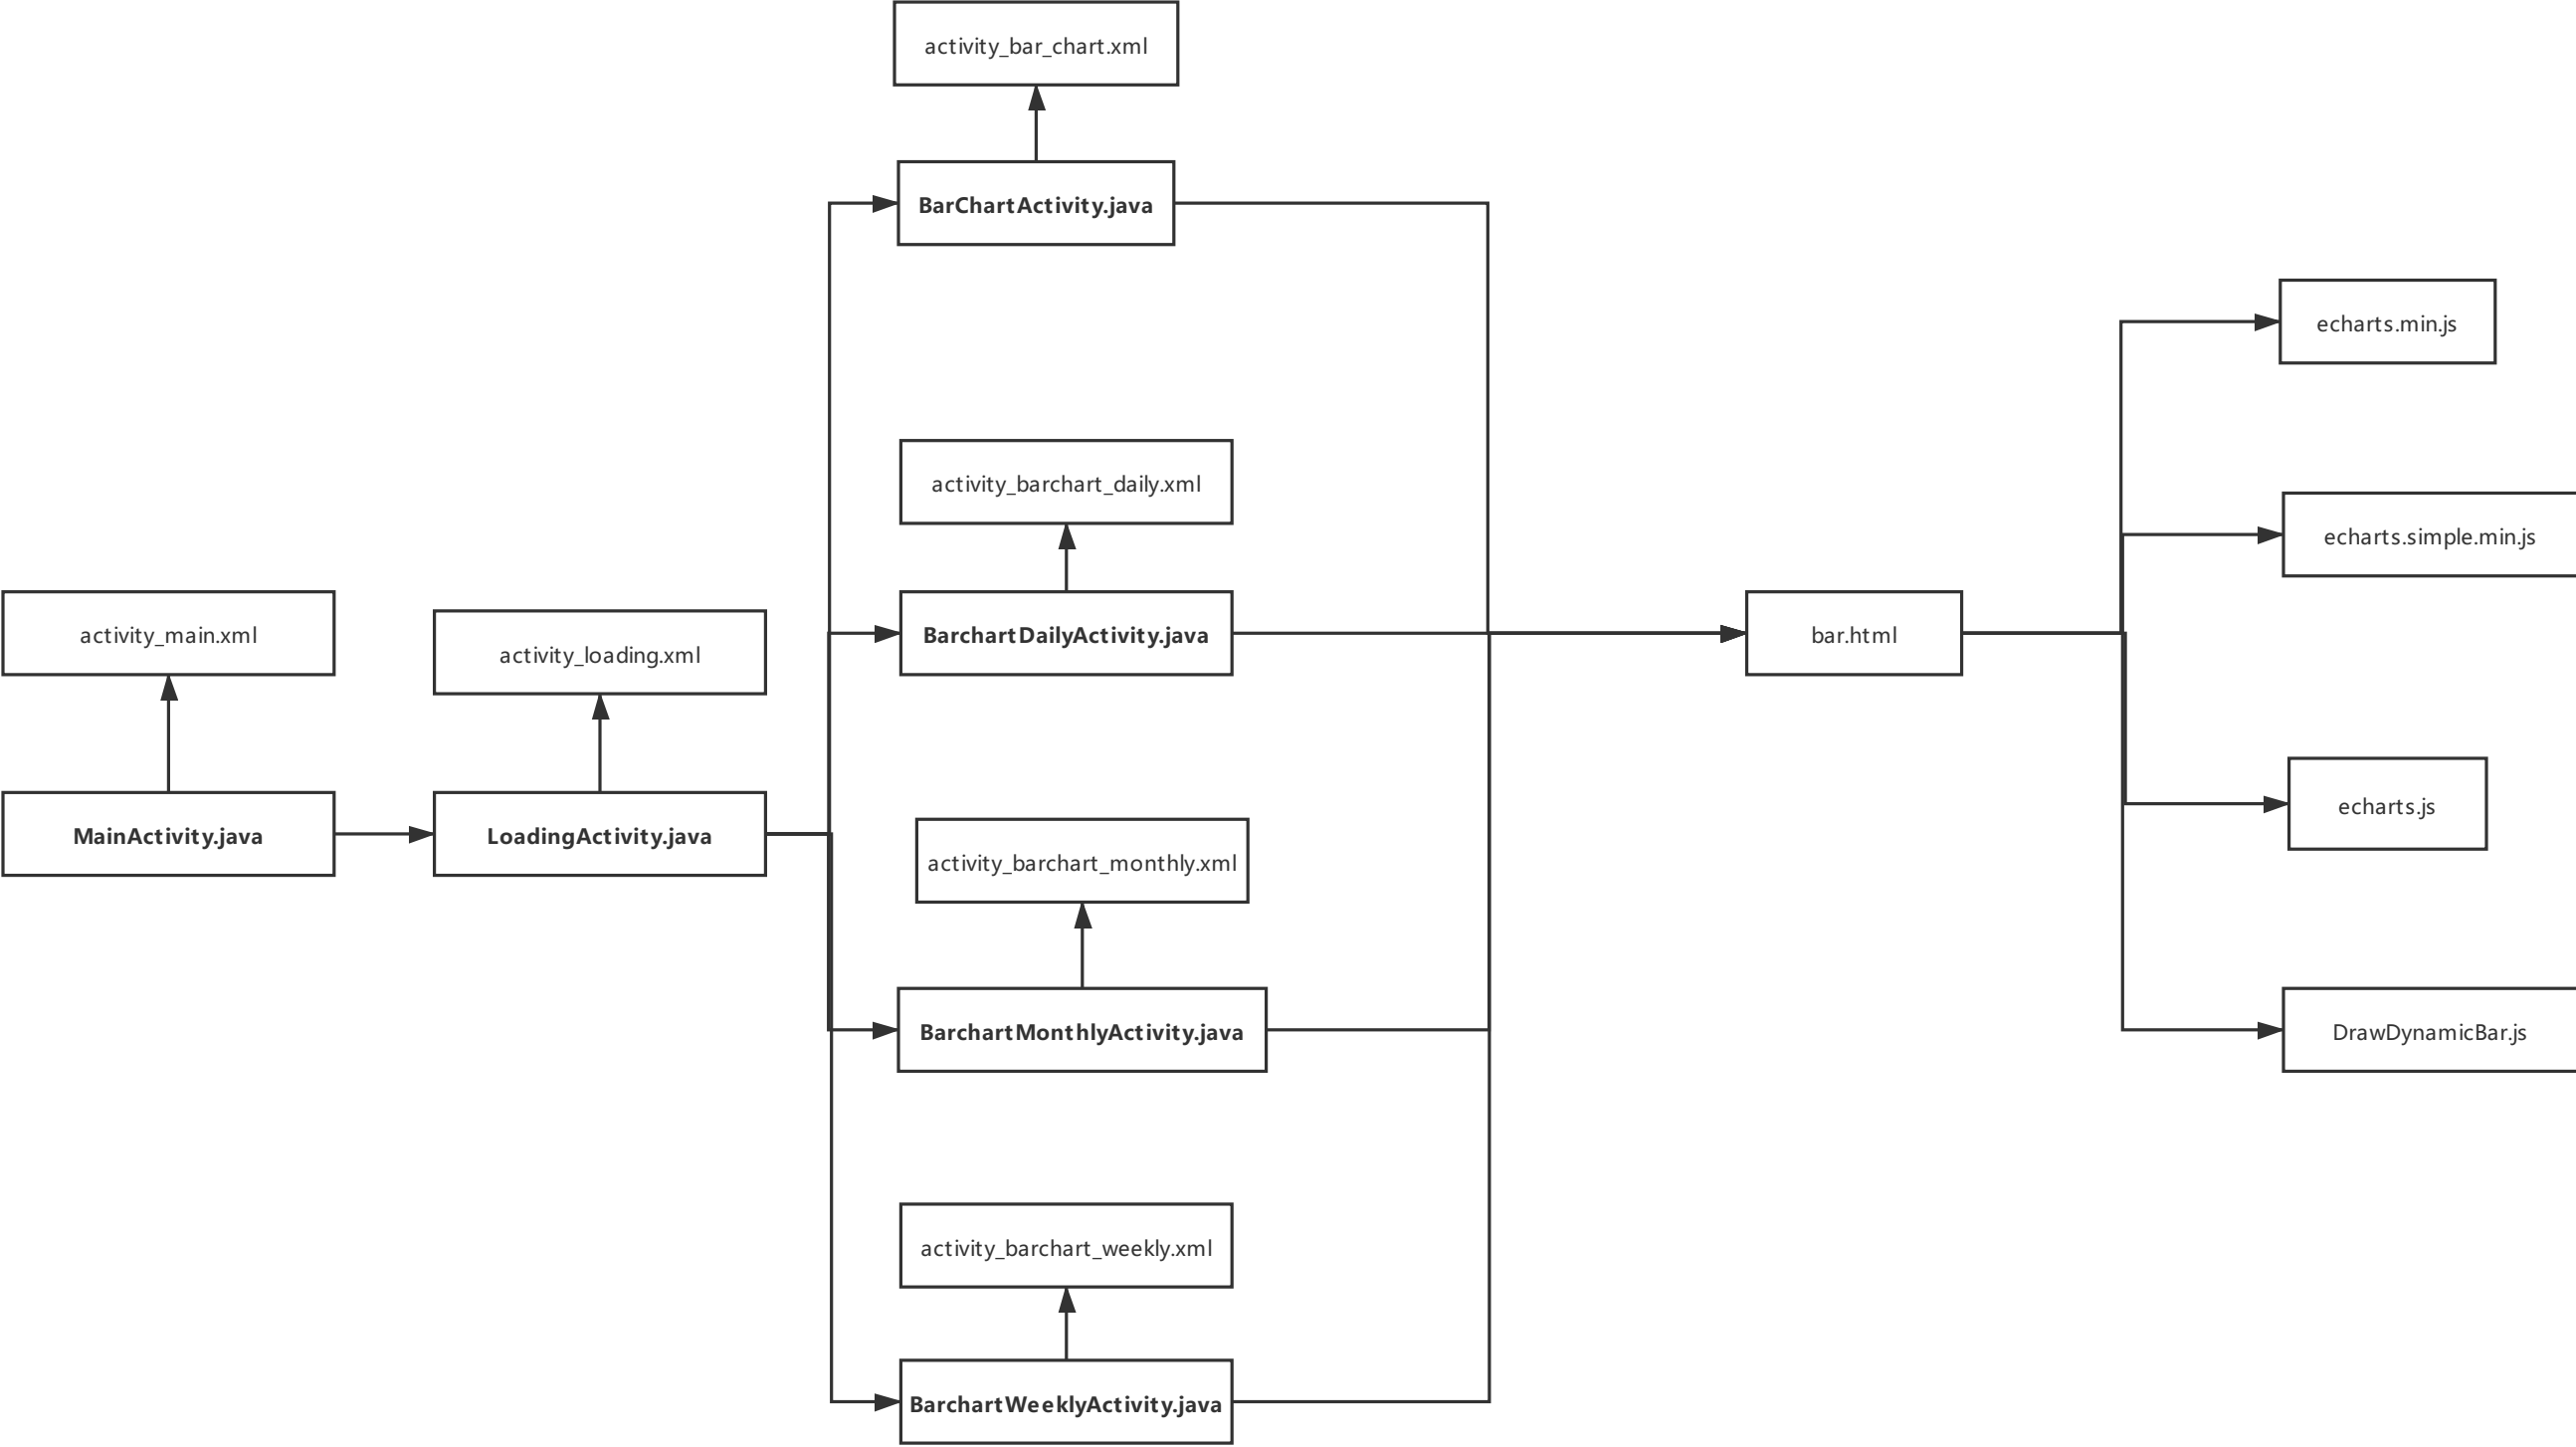 activity_bar_chart.xml
BarChartActivity.java
echarts.min.js
activity_barchart_daily.xml
echarts.simple.min.js
activity_main.xml
activity_loading.xml
BarchartDailyActivity.java
bar.html
MainActivity.java
LoadingActivity.java
activity_barchart_monthly.xml
echarts.js
BarchartMonthlyActivity.java
DrawDynamicBar.js
activity_barchart_weekly.xml
BarchartWeeklyActivity.java